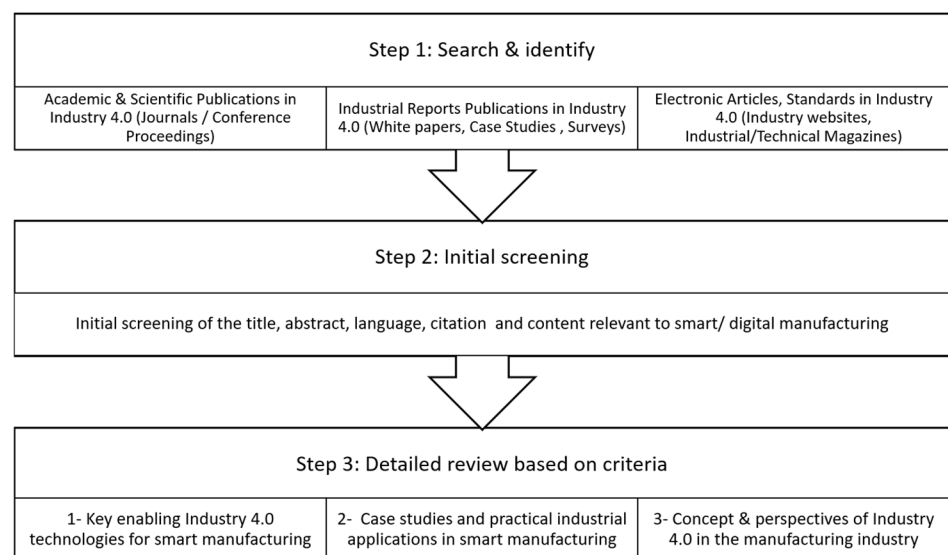 Step 1: Search & identify
Academic & Scientific Publications in
Industry 4.0 (Journals / Conference
Proceedings)
Industrial Reports Publications in Industry
4.0 (White papers, Case Studies , Surveys)
Electronic Articles, Standards in Industry
4.0 (Industry websites,
Industrial/Technical Magazines)
Step 2: Initial screening
Initial screening of the title, abstract, language, citation  and content relevant to smart/ digital manufacturing
Step 3: Detailed review based on criteria
1- Key enabling Industry 4.0
technologies for smart manufacturing
2-  Case studies and practical industrial
applications in smart manufacturing
3- Concept & perspectives of Industry
4.0 in the manufacturing industry